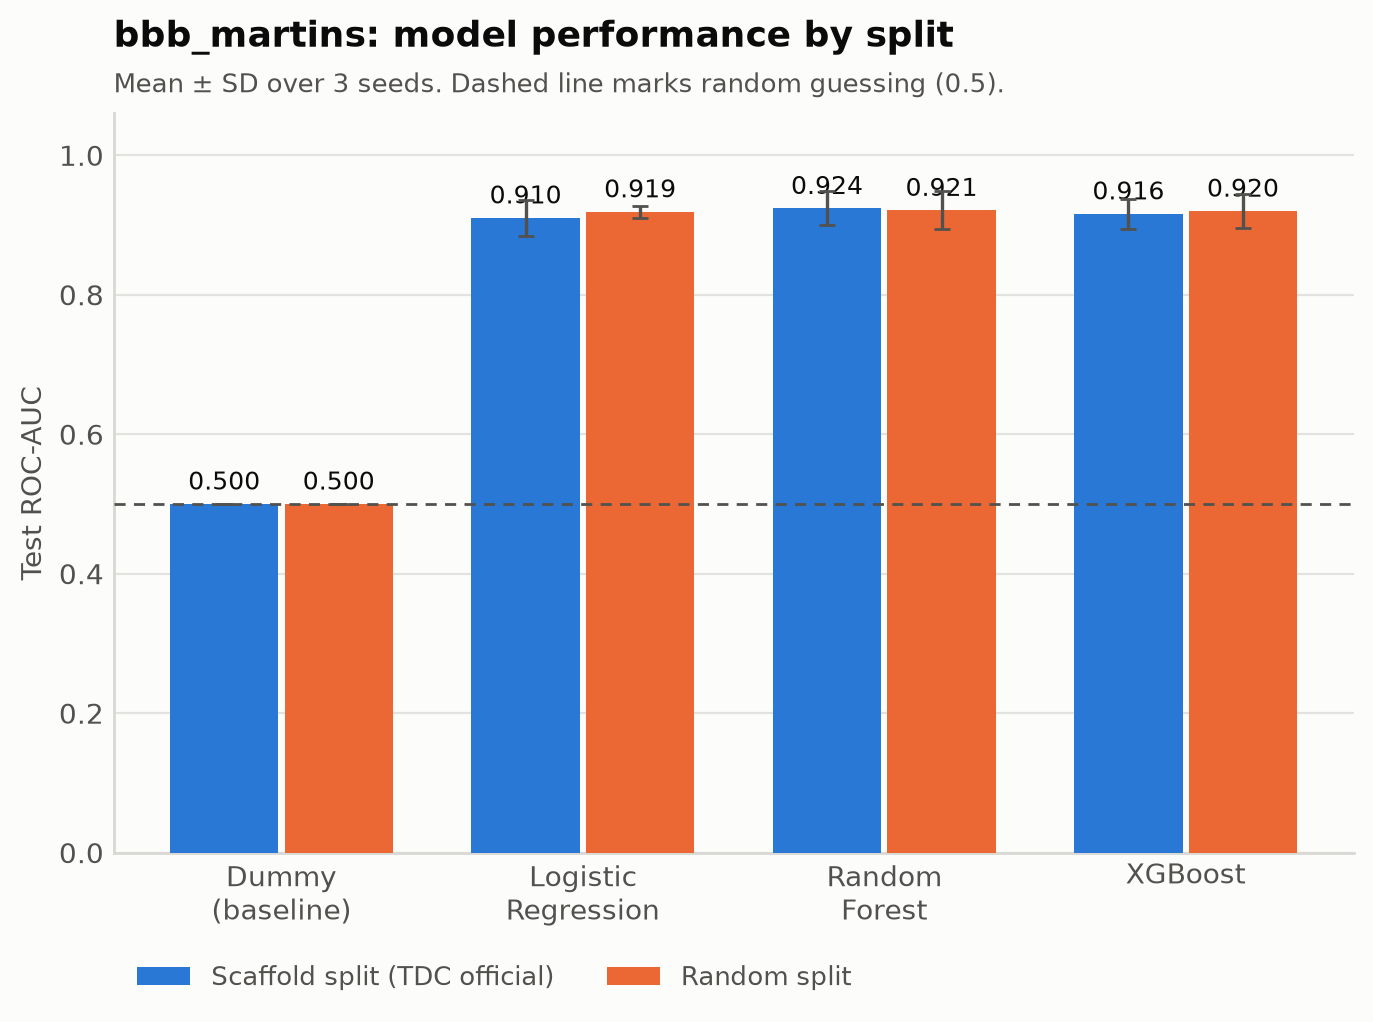 bbb_martins: model performance by split
Mean ± SD over 3 seeds. Dashed line marks random guessing (0.5).
Test ROC-AUC
1.0
0.8
0.6
0.4
0.2
0.0
0.500
0.500
0.910
0.919
0.924
0.921
0.916
0.920
Dummy
(baseline)
Logistic
Regression
Random
Forest
XGBoost
Scaffold split (TDC official)
Random split